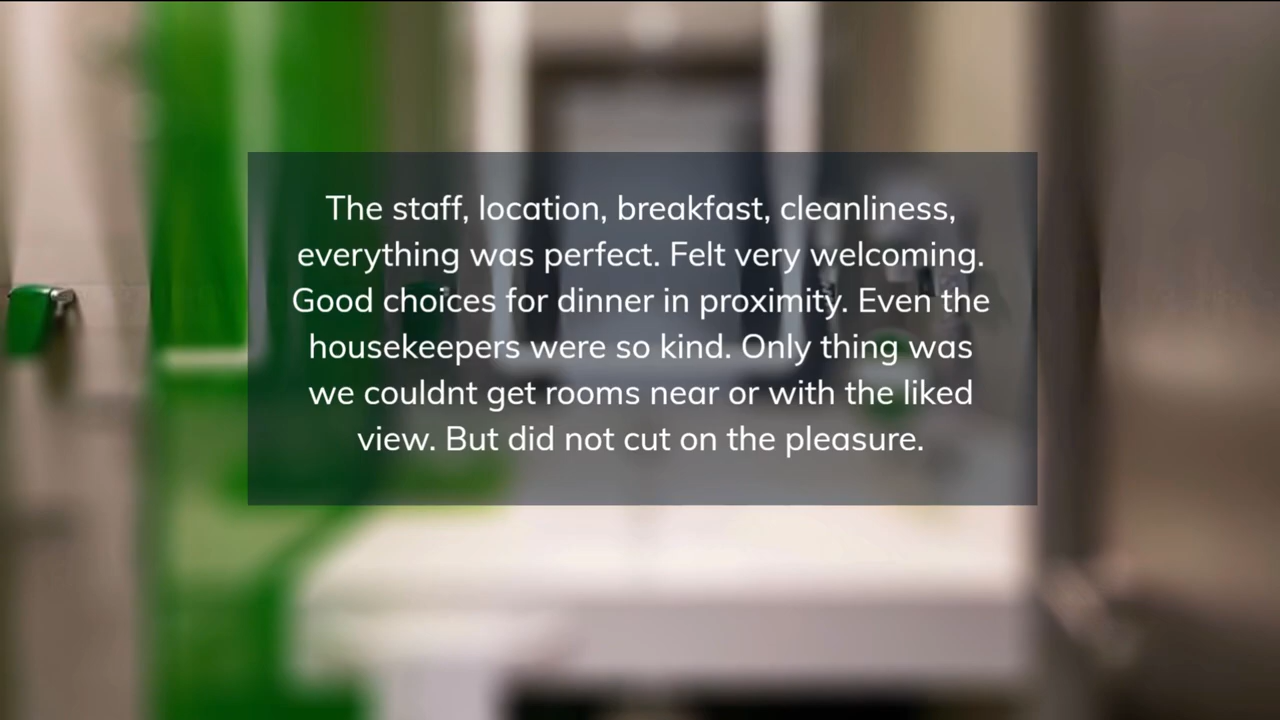 The staff, location, breakfast, cleanliness,
everything was perfect. Felt very welcoming.
Good choices for dinner in proximity. Even the
housekeepers were so kind. Only thing was
we couldnt get rooms near or with the liked
view. But did not cut on the pleasure.